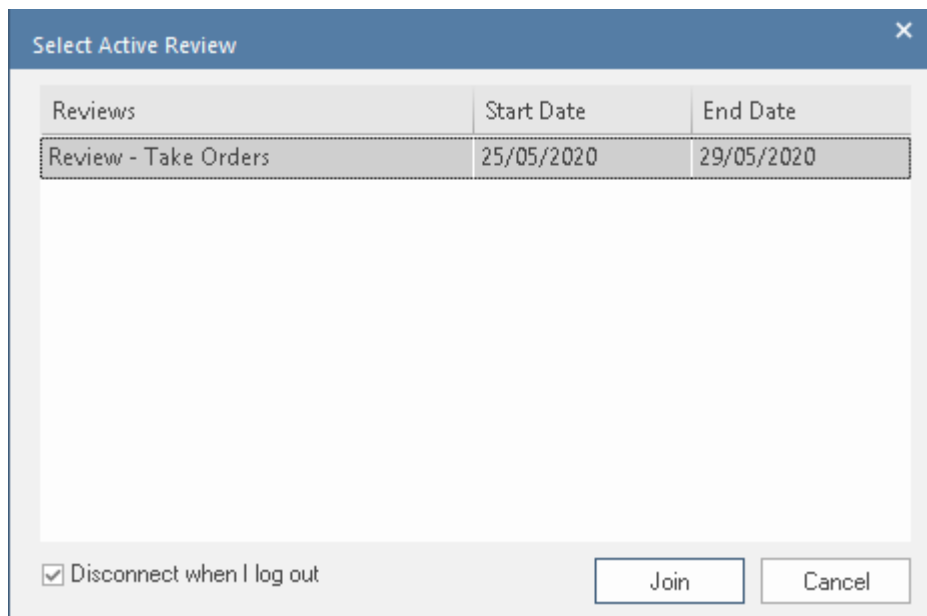 Select Active Review
Reviews Start Date End Date
Review - Take Orders 25/05/2020 29/05/2020
Disconnect when I log out Join Cancel